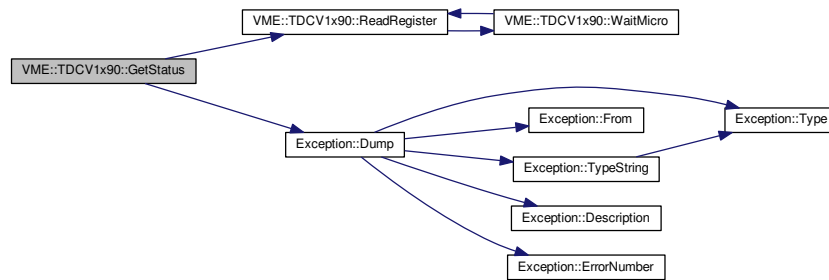 VME::TDCV1x90::GetStatus
VME::TDCV1x90::ReadRegister
VME::TDCV1x90::WaitMicro
Exception::Dump
Exception::From
Exception::TypeString
Exception::Description
Exception::ErrorNumber
Exception::Type